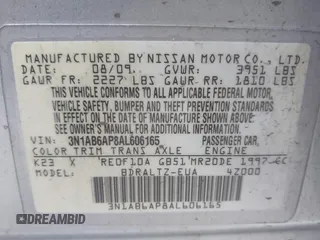 MANUFACTURED BY NISSAN MOTOR CO., LTD.
DATE: 08/09 GVWR: 3951 LBS
GAWR FR: 2227 LBS GAWR RR: 1810 LBS
THIS VEHICLE CONFORMS TO ALL APPLICABLE
FEDERAL MOTOR VEHICLE SAFETY, BUMPER,
AND THEFT PREVENTION STANDARDS IN
EFFECT ON THE DATE OF MANUFACTURE
SHOWN ABOVE.
SEE OWNER'S MANUAL FOR ADDITIONAL INFORMATION.
VIN: 3N1AB6AP8AL606165 PASSENGER CAR
COLOR TRIM TRANS AXLE ENGINE
K23 X RE0F10A GB51 MR20DE 1997 CC
MODEL: BDRALTZ-EUA 4Z000
3N1AB6AP8AL606165